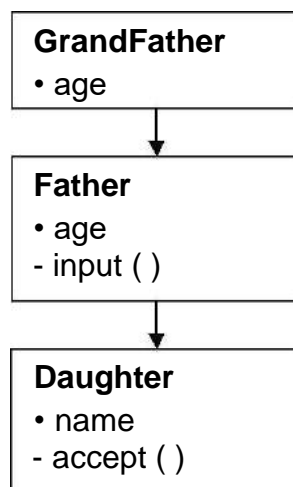 GrandFather
• age
Father
• age
- input ( )
Daughter
• name
- accept ( )